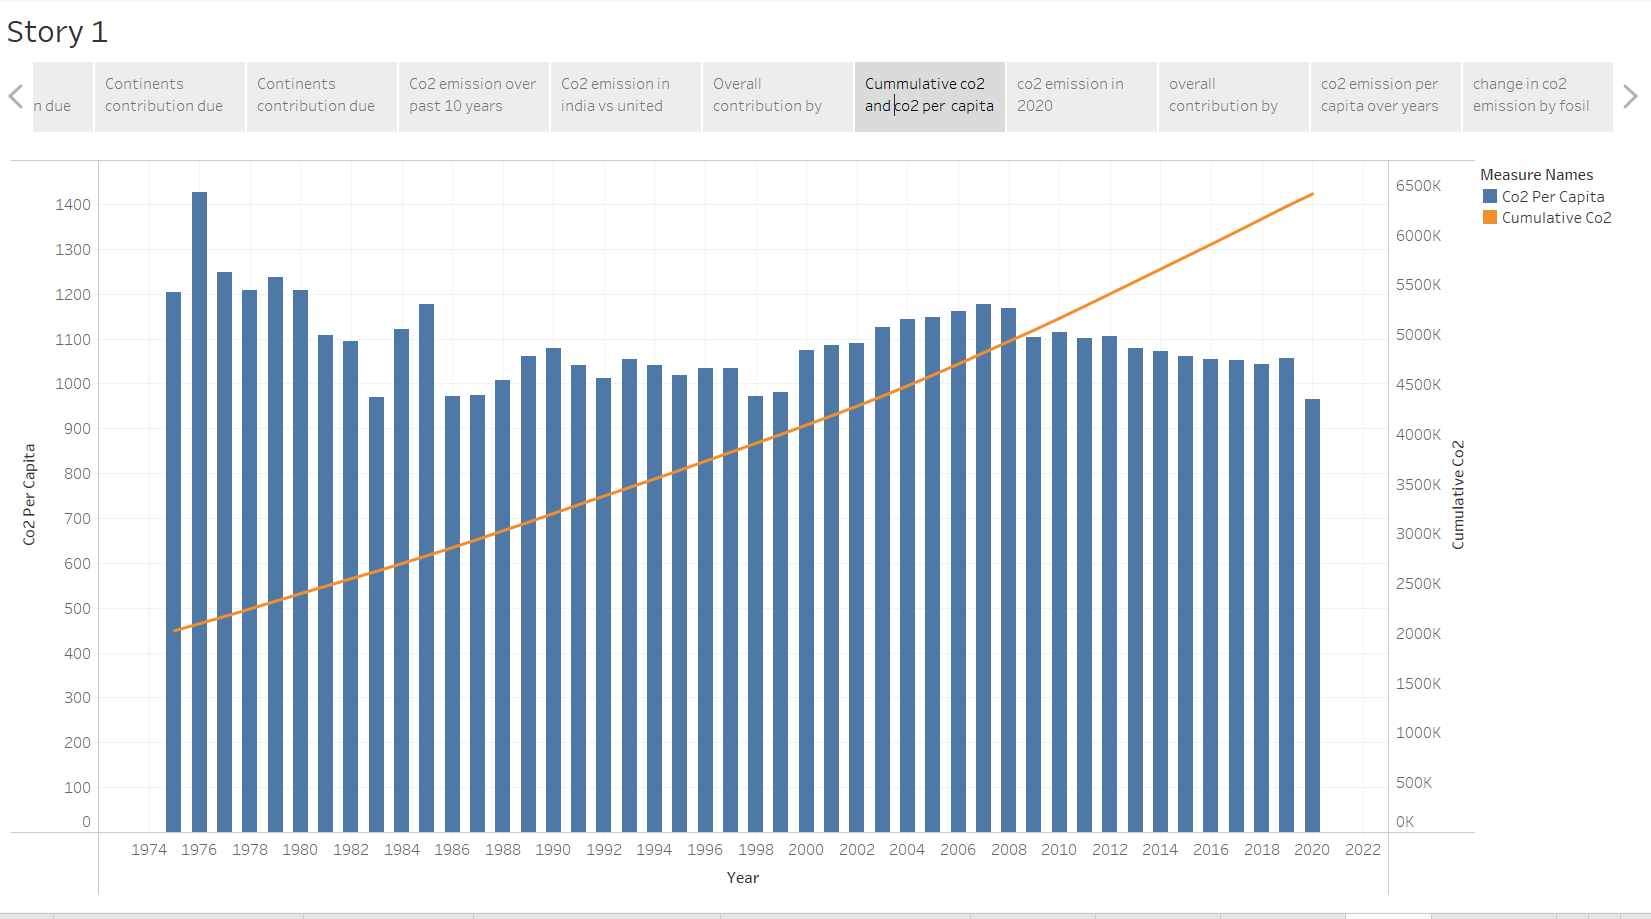 Story 1
n due
Continents
contribution due
Continents
contribution due
Co2 emission over
past 10 years
Co2 emission in
india vs united
Overall
contribution by
Cummulative co2
and co2 per capita
co2 emission in
2020
overall
contribution by
co2 emission per
capita over years
change in co2
emission by fosil
1400
1300
1200
1100
1000
900
800
700
600
500
400
300
200
100
0
Co2 Per Capita
6500K
6000K
5500K
5000K
4500K
4000K
3500K
3000K
2500K
2000K
1500K
1000K
500K
0K
Cumulative Co2
Measure Names
Co2 Per Capita
Cumulative Co2
1974 1976 1978 1980 1982 1984 1986 1988 1990 1992 1994 1996 1998 2000 2002 2004 2006 2008 2010 2012 2014 2016 2018 2020 2022
Year